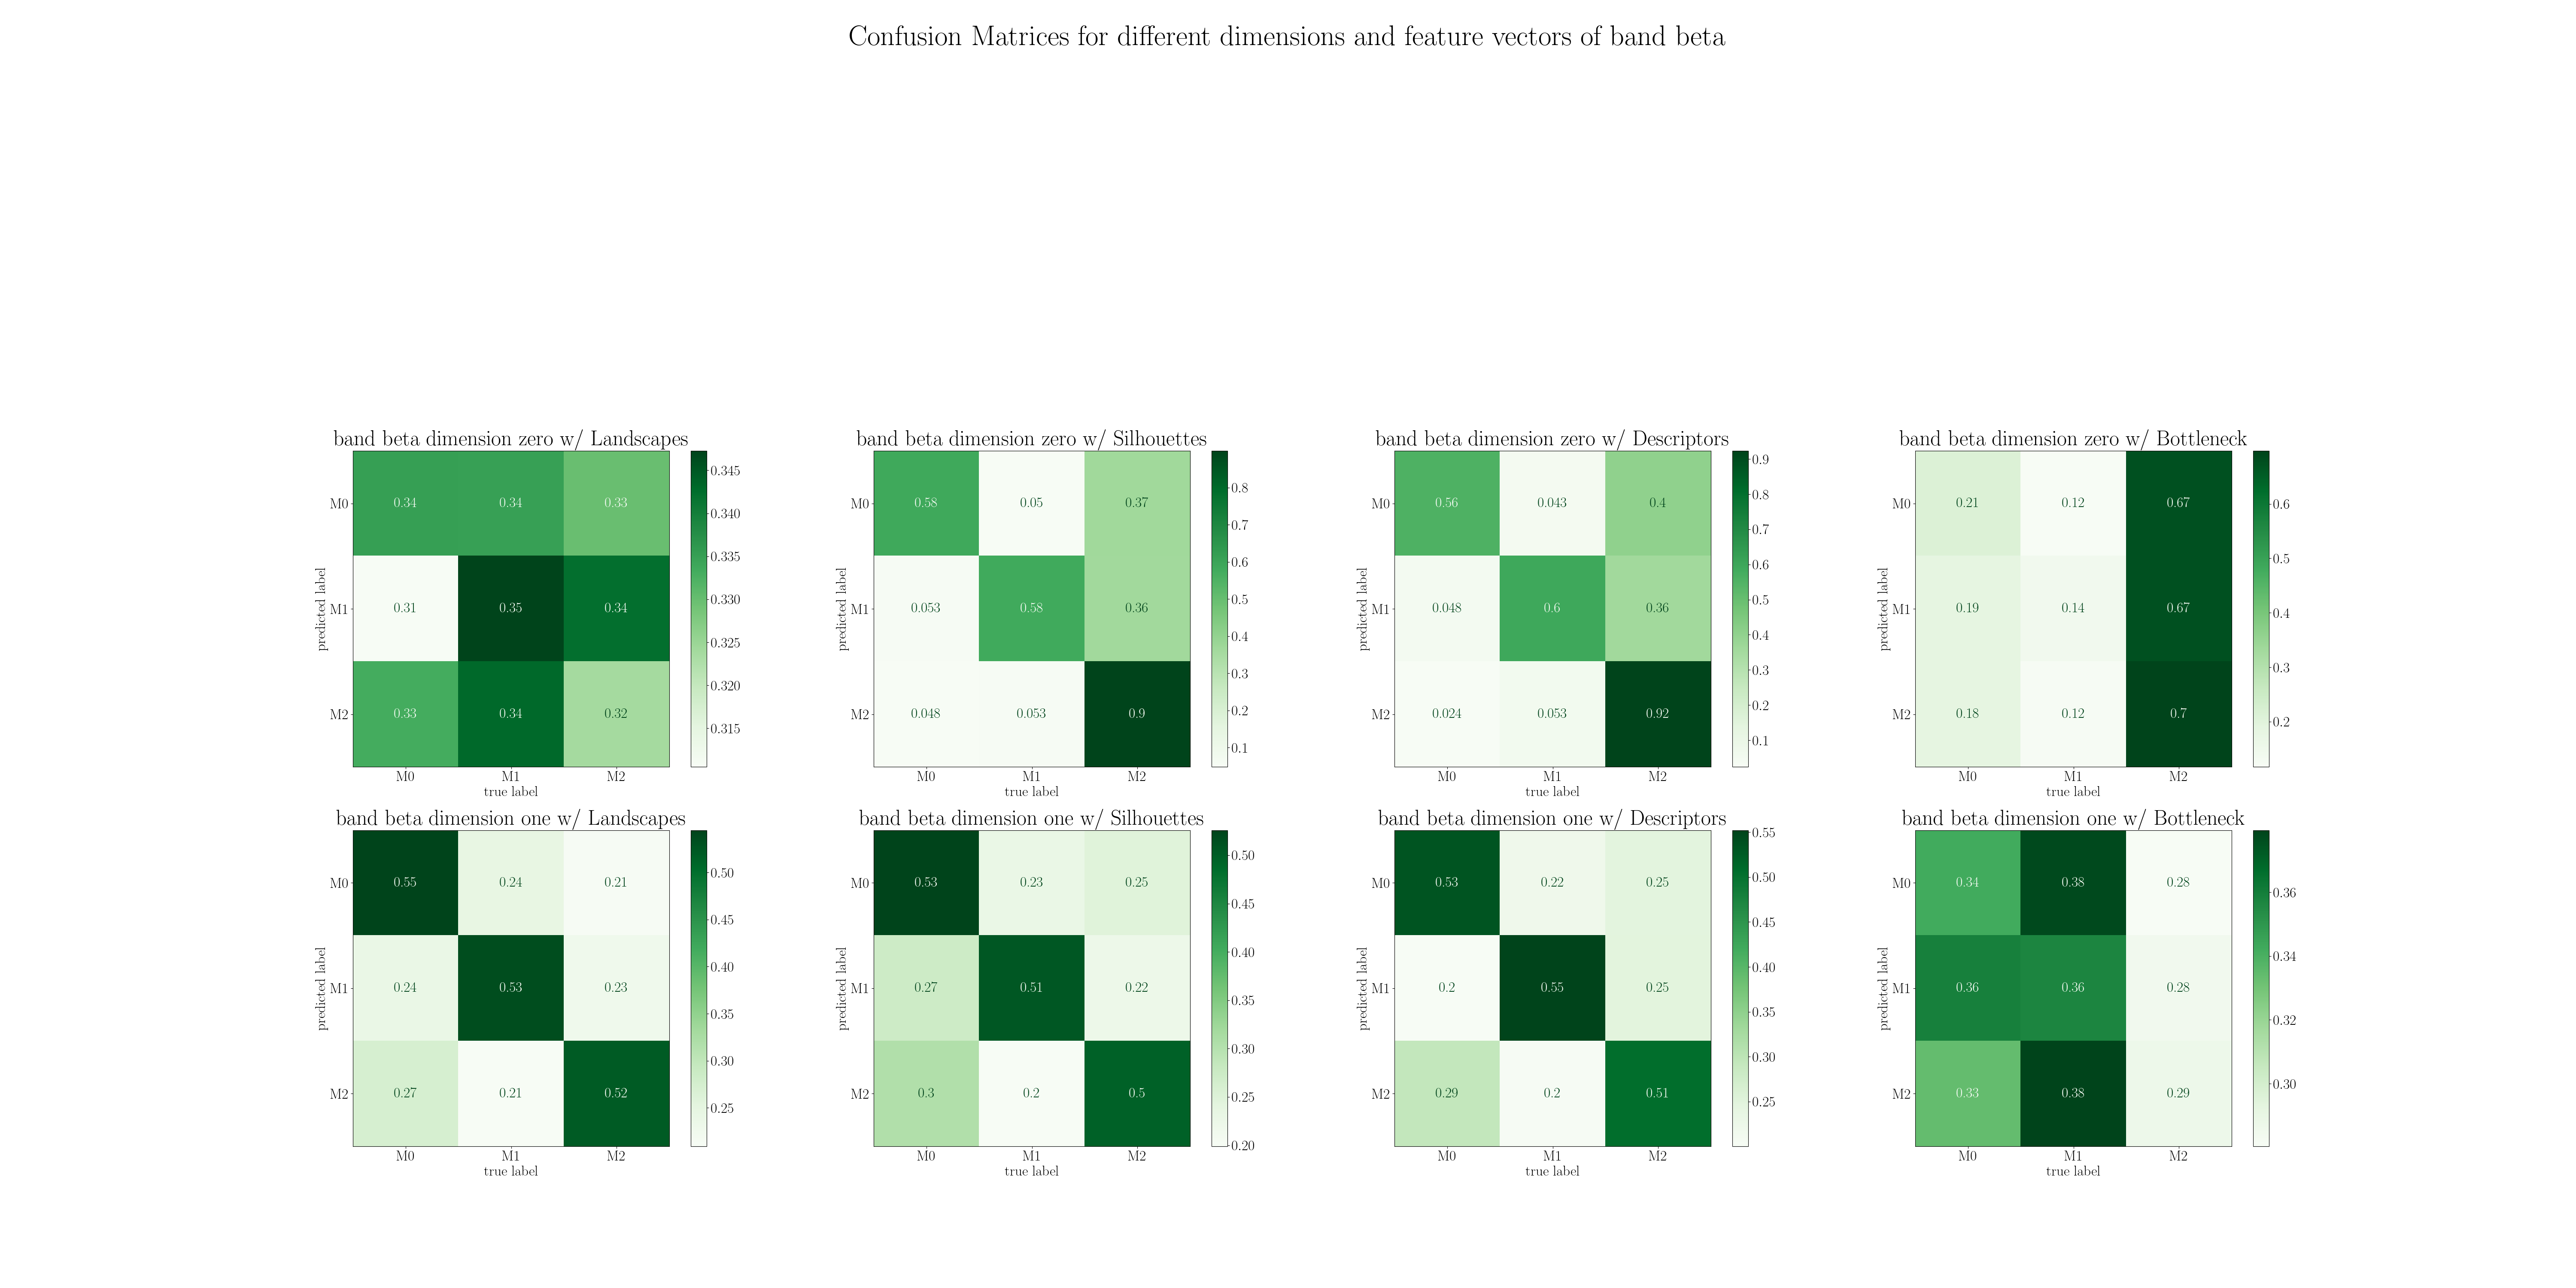 Confusion Matrices for different dimensions and feature vectors of band beta
band beta dimension zero w/ Landscapes
M0 0.34 0.34 0.33
M1 0.31 0.35 0.34
M2 0.33 0.34 0.32
M0 M1 M2
true label
predicted label
0.345
0.340
0.335
0.330
0.325
0.320
0.315
band beta dimension zero w/ Silhouettes
M0 0.58 0.05 0.37
M1 0.053 0.58 0.36
M2 0.048 0.053 0.9
M0 M1 M2
true label
predicted label
0.8
0.7
0.6
0.5
0.4
0.3
0.2
0.1
band beta dimension zero w/ Descriptors
M0 0.56 0.043 0.4
M1 0.048 0.6 0.36
M2 0.024 0.053 0.92
M0 M1 M2
true label
predicted label
0.9
0.8
0.7
0.6
0.5
0.4
0.3
0.2
0.1
band beta dimension zero w/ Bottleneck
M0 0.21 0.12 0.67
M1 0.19 0.14 0.67
M2 0.18 0.12 0.7
M0 M1 M2
true label
predicted label
0.6
0.5
0.4
0.3
0.2
band beta dimension one w/ Landscapes
M0 0.55 0.24 0.21
M1 0.24 0.53 0.23
M2 0.27 0.21 0.52
M0 M1 M2
true label
predicted label
0.50
0.45
0.40
0.35
0.30
0.25
band beta dimension one w/ Silhouettes
M0 0.53 0.23 0.25
M1 0.27 0.51 0.22
M2 0.3 0.2 0.5
M0 M1 M2
true label
predicted label
0.50
0.45
0.40
0.35
0.30
0.25
0.20
band beta dimension one w/ Descriptors
M0 0.53 0.22 0.25
M1 0.2 0.55 0.25
M2 0.29 0.2 0.51
M0 M1 M2
true label
predicted label
0.55
0.50
0.45
0.40
0.35
0.30
0.25
band beta dimension one w/ Bottleneck
M0 0.34 0.38 0.28
M1 0.36 0.36 0.28
M2 0.33 0.38 0.29
M0 M1 M2
true label
predicted label
0.36
0.34
0.32
0.30